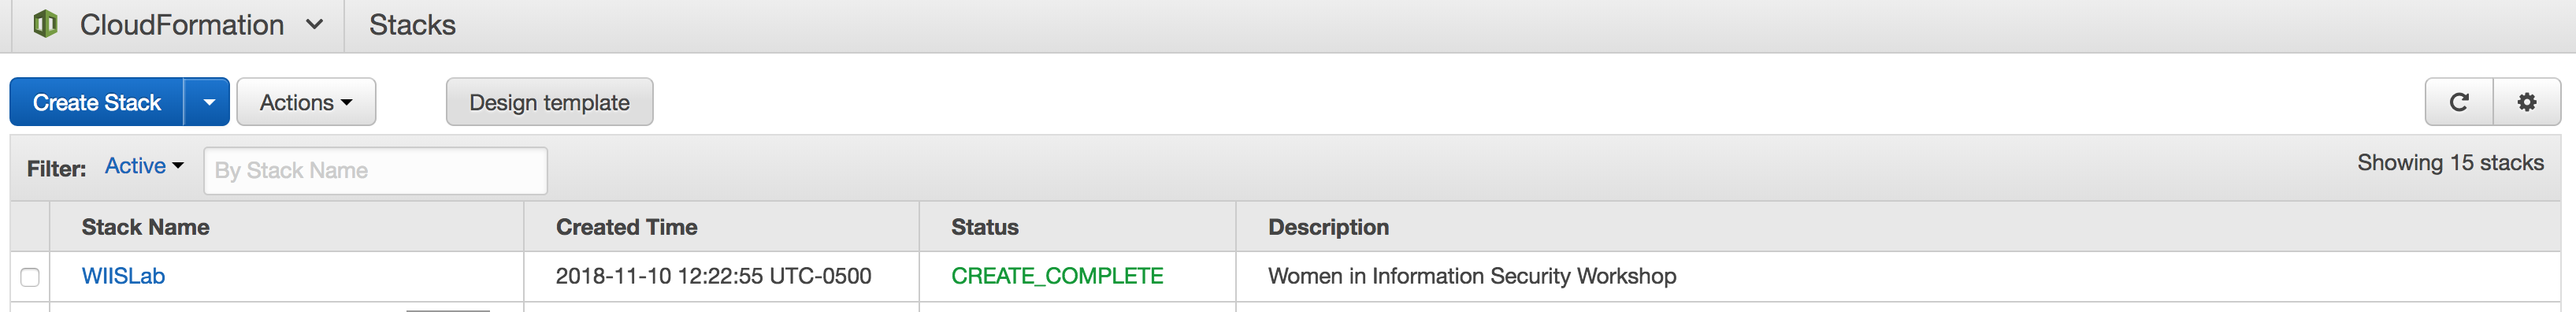 CloudFormation Stacks
Create Stack Actions Design template
Filter: Active By Stack Name Showing 15 stacks
Stack Name Created Time Status Description
WIISLab 2018-11-10 12:22:55 UTC-0500 CREATE_COMPLETE Women in Information Security Workshop